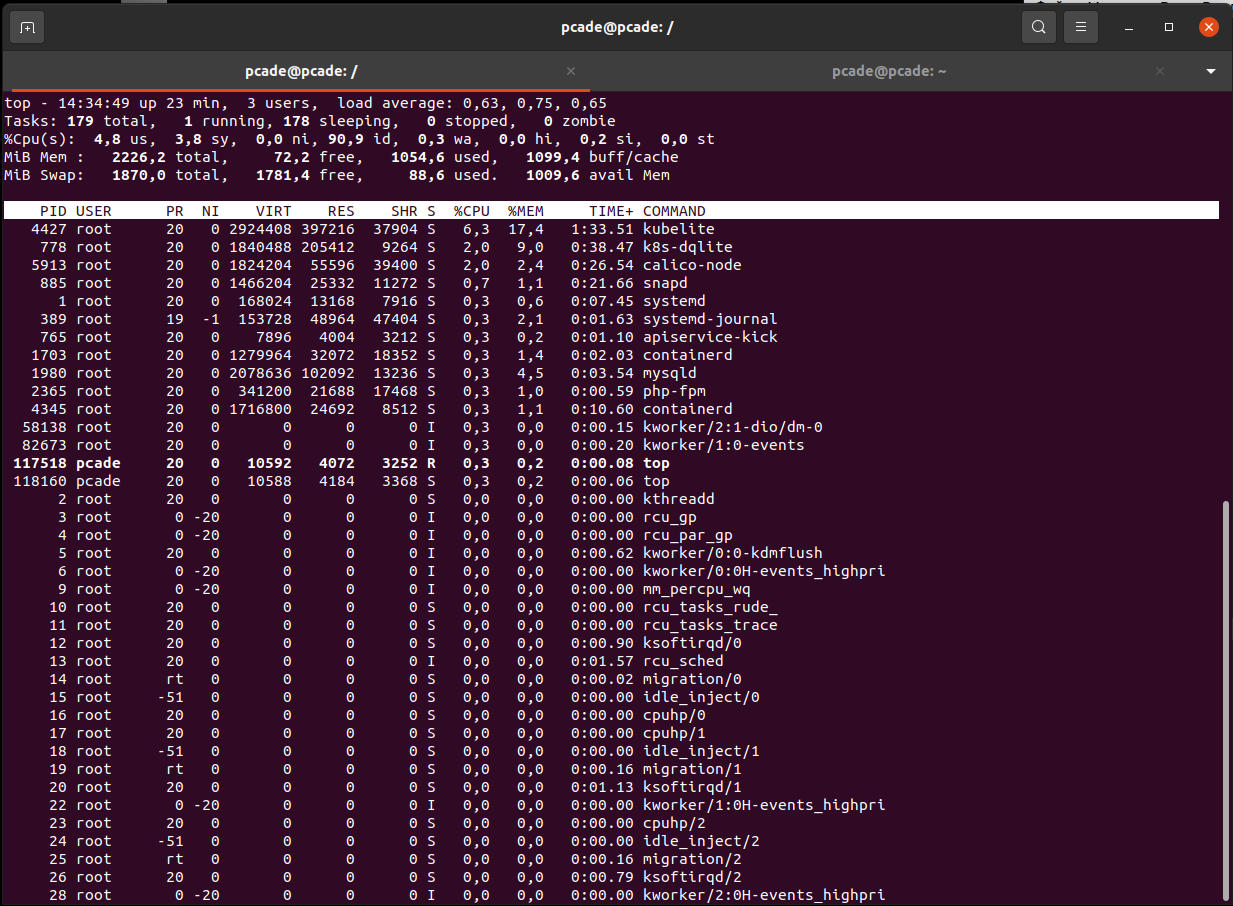 pcade@pcade: /
pcade@pcade: / pcade@pcade: ~
top - 14:34:49 up 23 min,  3 users,  load average: 0,63, 0,75, 0,65
Tasks: 179 total,   1 running, 178 sleeping,   0 stopped,   0 zombie
%Cpu(s):  4,8 us,  3,8 sy,  0,0 ni, 90,9 id,  0,3 wa,  0,0 hi,  0,2 si,  0,0 st
MiB Mem :   2226,2 total,     72,2 free,   1054,6 used,   1099,4 buff/cache
MiB Swap:   1870,0 total,   1781,4 free,     88,6 used.   1009,6 avail Mem
PID USER PR NI VIRT RES SHR S %CPU %MEM TIME+ COMMAND
4427 root 20 0 2924408 397216 37904 S 6,3 17,4 1:33.51 kubelite
778 root 20 0 1840488 205412 9264 S 2,0 9,0 0:38.47 k8s-dqlite
5913 root 20 0 1824204 55596 39400 S 2,0 2,4 0:26.54 calico-node
885 root 20 0 1466204 25332 11272 S 0,7 1,1 0:21.66 snapd
1 root 20 0 168024 13168 7916 S 0,3 0,6 0:07.45 systemd
389 root 19 -1 153728 48964 47404 S 0,3 2,1 0:01.63 systemd-journal
765 root 20 0 7896 4004 3212 S 0,3 0,2 0:01.10 apiservice-kick
1703 root 20 0 1279964 32072 18352 S 0,3 1,4 0:02.03 containerd
1980 root 20 0 2078636 102092 13236 S 0,3 4,5 0:03.54 mysqld
2365 root 20 0 341200 21688 17468 S 0,3 1,0 0:00.59 php-fpm
4345 root 20 0 1716800 24692 8512 S 0,3 1,1 0:10.60 containerd
58138 root 20 0 0 0 0 I 0,3 0,0 0:00.15 kworker/2:1-dio/dm-0
82673 root 20 0 0 0 0 I 0,3 0,0 0:00.20 kworker/1:0-events
117518 pcade 20 0 10592 4072 3252 R 0,3 0,2 0:00.08 top
118160 pcade 20 0 10588 4184 3368 S 0,3 0,2 0:00.06 top
2 root 20 0 0 0 0 S 0,0 0,0 0:00.00 kthreadd
3 root 0 -20 0 0 0 I 0,0 0,0 0:00.00 rcu_gp
4 root 0 -20 0 0 0 I 0,0 0,0 0:00.00 rcu_par_gp
5 root 20 0 0 0 0 I 0,0 0,0 0:00.62 kworker/0:0-kdmflush
6 root 0 -20 0 0 0 I 0,0 0,0 0:00.00 kworker/0:0H-events_highpri
9 root 0 -20 0 0 0 I 0,0 0,0 0:00.00 mm_percpu_wq
10 root 20 0 0 0 0 S 0,0 0,0 0:00.00 rcu_tasks_rude_
11 root 20 0 0 0 0 S 0,0 0,0 0:00.00 rcu_tasks_trace
12 root 20 0 0 0 0 S 0,0 0,0 0:00.90 ksoftirqd/0
13 root 20 0 0 0 0 I 0,0 0,0 0:01.57 rcu_sched
14 root rt 0 0 0 0 S 0,0 0,0 0:00.02 migration/0
15 root -51 0 0 0 0 S 0,0 0,0 0:00.00 idle_inject/0
16 root 20 0 0 0 0 S 0,0 0,0 0:00.00 cpuhp/0
17 root 20 0 0 0 0 S 0,0 0,0 0:00.00 cpuhp/1
18 root -51 0 0 0 0 S 0,0 0,0 0:00.00 idle_inject/1
19 root rt 0 0 0 0 S 0,0 0,0 0:00.16 migration/1
20 root 20 0 0 0 0 S 0,0 0,0 0:01.13 ksoftirqd/1
22 root 0 -20 0 0 0 I 0,0 0,0 0:00.00 kworker/1:0H-events_highpri
23 root 20 0 0 0 0 S 0,0 0,0 0:00.00 cpuhp/2
24 root -51 0 0 0 0 S 0,0 0,0 0:00.00 idle_inject/2
25 root rt 0 0 0 0 S 0,0 0,0 0:00.16 migration/2
26 root 20 0 0 0 0 S 0,0 0,0 0:00.79 ksoftirqd/2
28 root 0 -20 0 0 0 I 0,0 0,0 0:00.00 kworker/2:0H-events_highpri